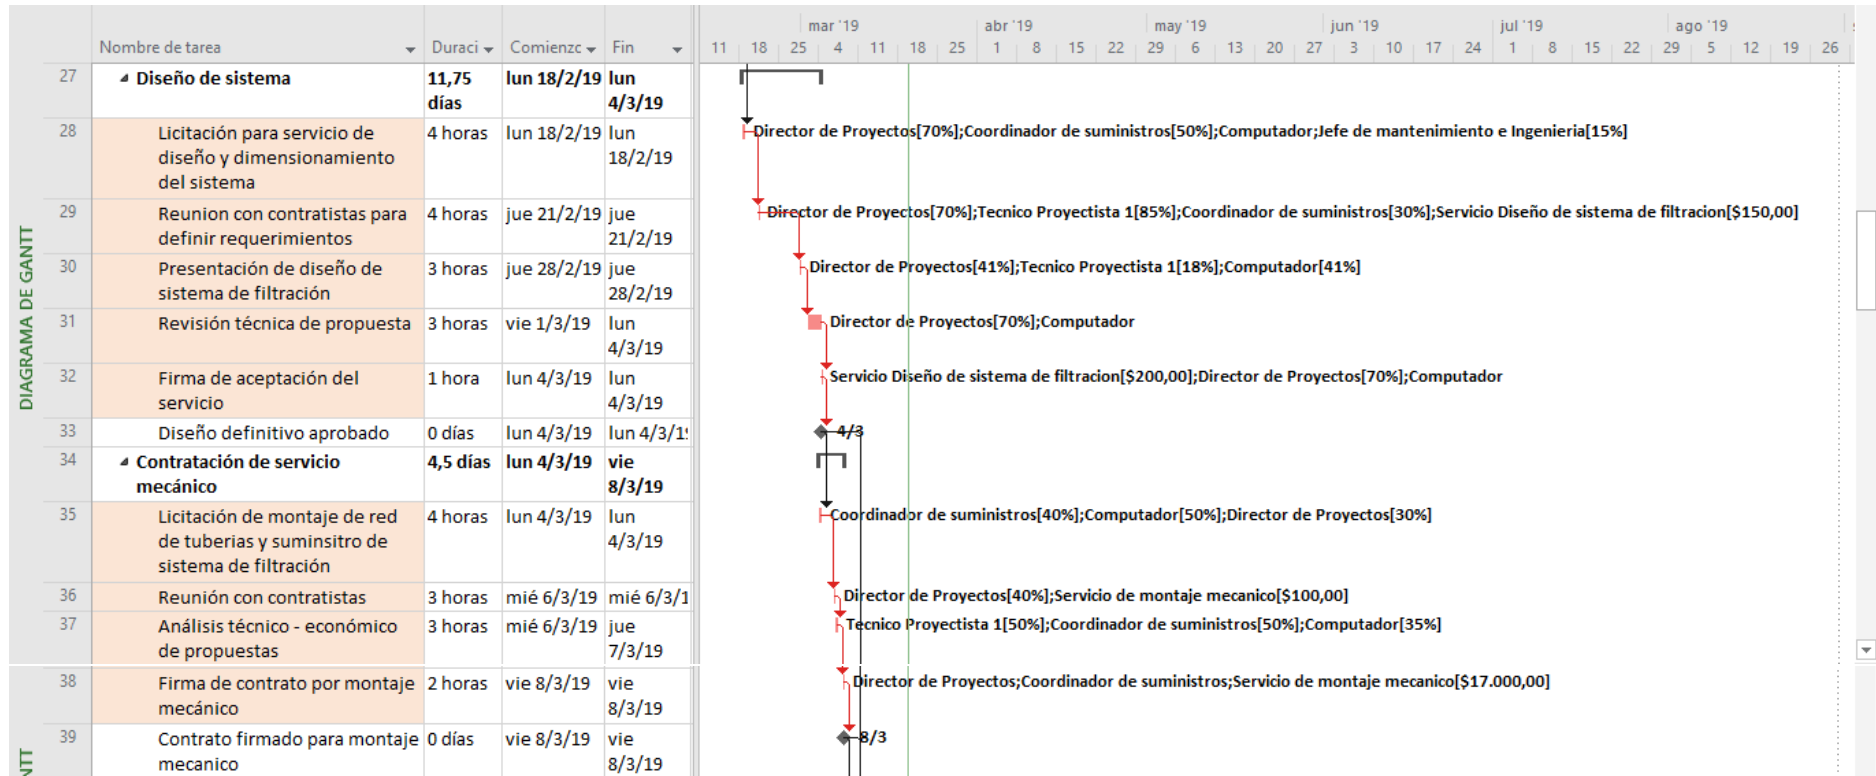 mar '19 abr '19 may '19 jun '19 jul '19 ago '19
Nombre de tarea Duraci Comienzc Fin 11 18 25 4 11 18 25 1 8 15 22 29 6 13 20 27 3 10 17 24 1 8 15 22 29 5 12 19 26
DIAGRAMA DE GANTT
27 Diseño de sistema 11,75 lun 18/2/19 lun
días 4/3/19
28 Licitación para servicio de 4 horas lun 18/2/19 lun Director de Proyectos[70%];Coordinador de suministros[50%];Computador;Jefe de mantenimiento e Ingenieria[15%]
diseño y dimensionamiento 18/2/19
del sistema
29 Reunion con contratistas para 4 horas jue 21/2/19 jue Director de Proyectos[70%];Tecnico Proyectista 1[85%];Coordinador de suministros[30%];Servicio Diseño de sistema de filtracion[$150,00]
definir requerimientos 21/2/19
30 Presentación de diseño de 3 horas jue 28/2/19 jue Director de Proyectos[41%];Tecnico Proyectista 1[18%];Computador[41%]
sistema de filtración 28/2/19
31 Revisión técnica de propuesta 3 horas vie 1/3/19 lun Director de Proyectos[70%];Computador
4/3/19
32 Firma de aceptación del 1 hora lun 4/3/19 lun Servicio Diseño de sistema de filtracion[$200,00];Director de Proyectos[70%];Computador
servicio 4/3/19
33 Diseño definitivo aprobado 0 días lun 4/3/19 lun 4/3/1 4/3
34 Contratación de servicio 4,5 días lun 4/3/19 vie
mecánico 8/3/19
35 Licitación de montaje de red 4 horas lun 4/3/19 lun Coordinador de suministros[40%];Computador[50%];Director de Proyectos[30%]
de tuberias y suminsitro de 4/3/19
sistema de filtración
36 Reunión con contratistas 3 horas mié 6/3/19 mié 6/3/1 Director de Proyectos[40%];Servicio de montaje mecanico[$100,00]
37 Análisis técnico - económico 3 horas mié 6/3/19 jue Tecnico Proyectista 1[50%];Coordinador de suministros[50%];Computador[35%]
de propuestas 7/3/19
38 Firma de contrato por montaje 2 horas vie 8/3/19 vie Director de Proyectos;Coordinador de suministros;Servicio de montaje mecanico[$17.000,00]
mecánico 8/3/19
39 Contrato firmado para montaje 0 días vie 8/3/19 vie 8/3
mecanico 8/3/19